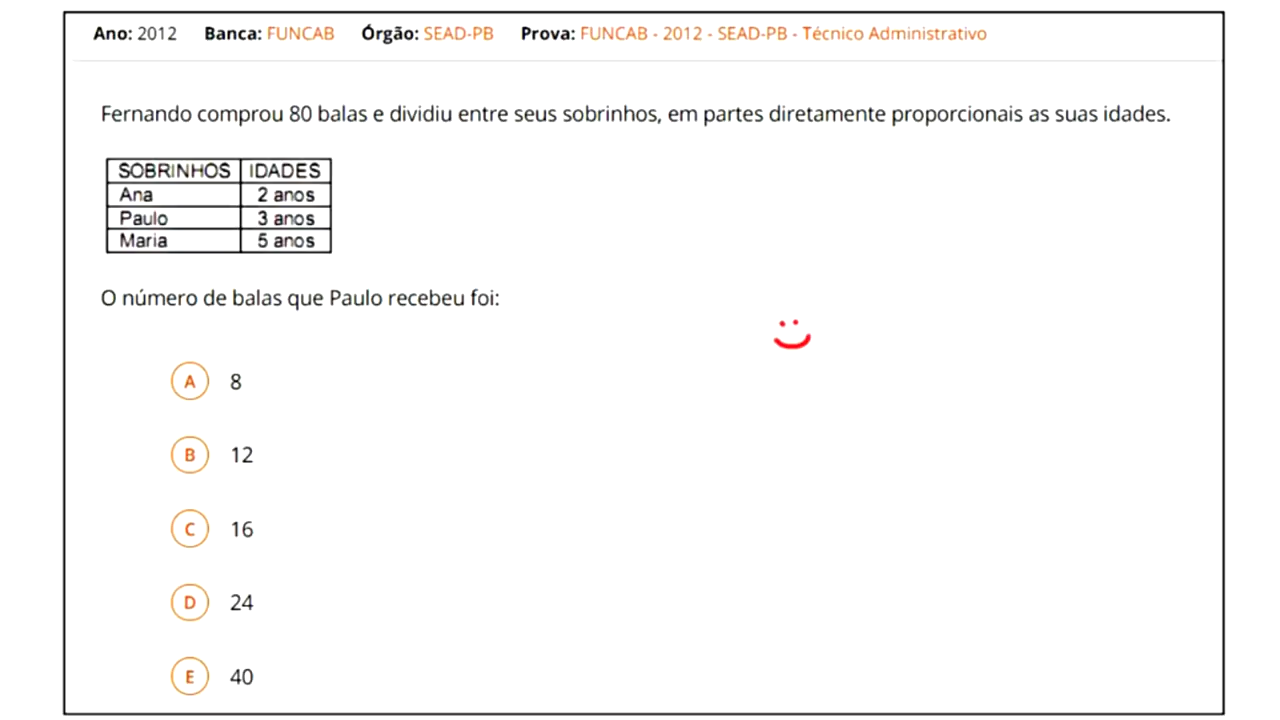 Ano: 2012 Banca: FUNCAB Órgão: SEAD-PB Prova: FUNCAB - 2012 - SEAD-PB - Técnico Administrativo
Fernando comprou 80 balas e dividiu entre seus sobrinhos, em partes diretamente proporcionais as suas idades.
SOBRINHOS IDADES
Ana 2 anos
Paulo 3 anos
Maria 5 anos
O número de balas que Paulo recebeu foi:
A 8
B 12
C 16
D 24
E 40